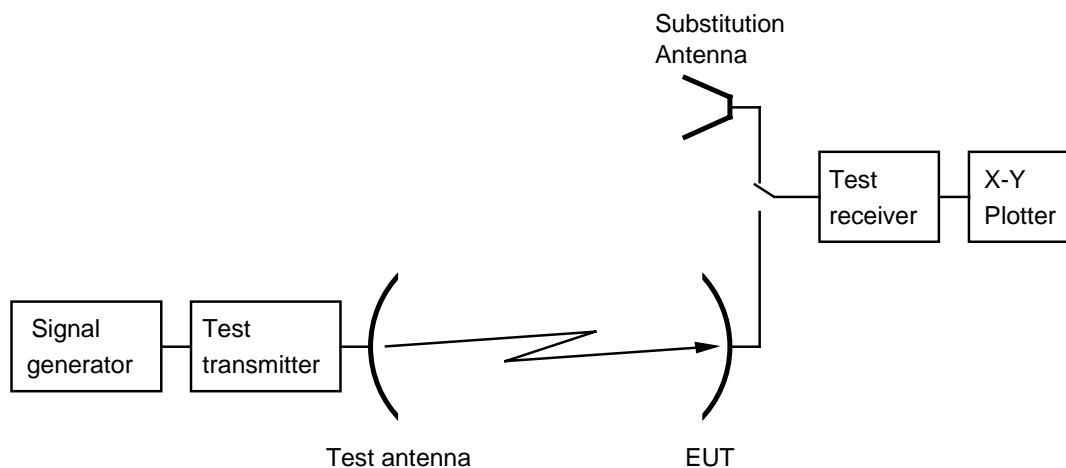 Substitution
Antenna
Test
receiver
X-Y
Plotter
Signal
generator
Test
transmitter
Test antenna
EUT